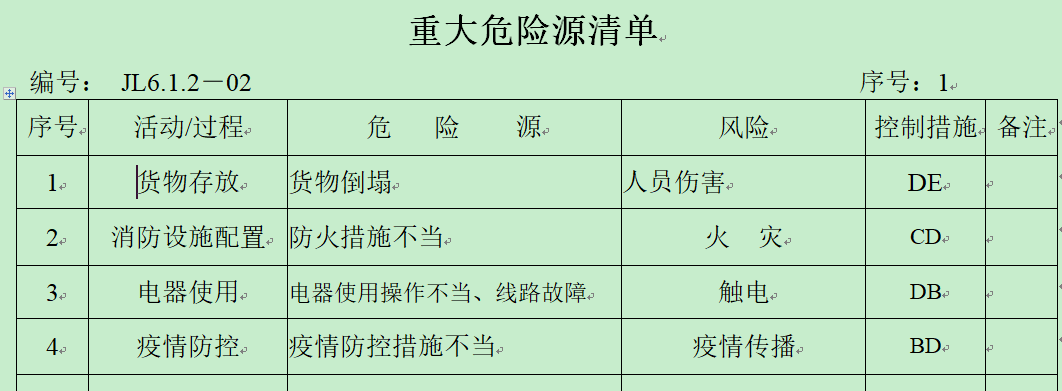 重大危险源清单
编号： JL6.1.2－02 序号：1
序号 活动/过程 危 险 源 风险 控制措施 备注
1 货物存放 货物倒塌 人员伤害 DE
2 消防设施配置 防火措施不当 火 灾 CD
3 电器使用 电器使用操作不当、线路故障 触电 DB
4 疫情防控 疫情防控措施不当 疫情传播 BD